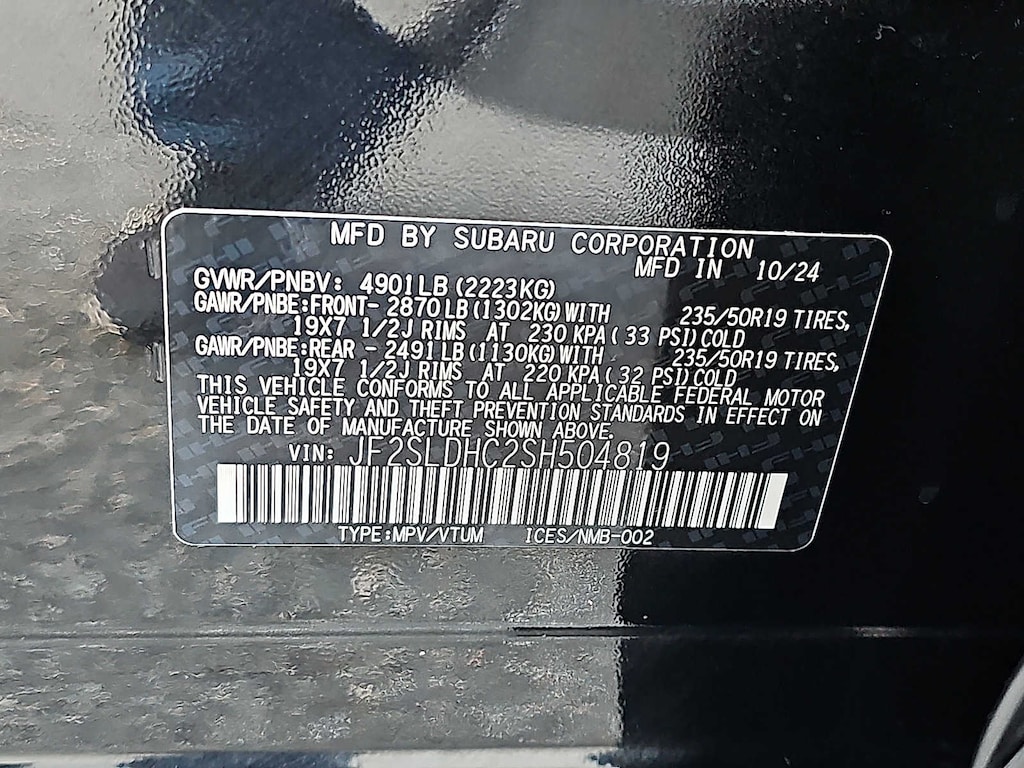 MFD BY SUBARU CORPORATION
MFD IN 10/24
GVWR/PNBV: 4901LB (2223KG)
GAWR/PNBE:FRONT- 2870LB (1302KG) WITH 235/50R19 TIRES,
19X7 1/2J RIMS AT 230 KPA ( 33 PSI) COLD
GAWR/PNBE:REAR - 2491LB (1130KG) WITH 235/50R19 TIRES,
19X7 1/2J RIMS AT 220 KPA ( 32 PSI) COLD
THIS VEHICLE CONFORMS TO ALL APPLICABLE FEDERAL MOTOR
VEHICLE SAFETY AND THEFT PREVENTION STANDARDS IN EFFECT ON
THE DATE OF MANUFACTURE SHOWN ABOVE.
VIN: JF2SLDHC2SH504819
TYPE:MPV/VTUM ICES/NMB-002